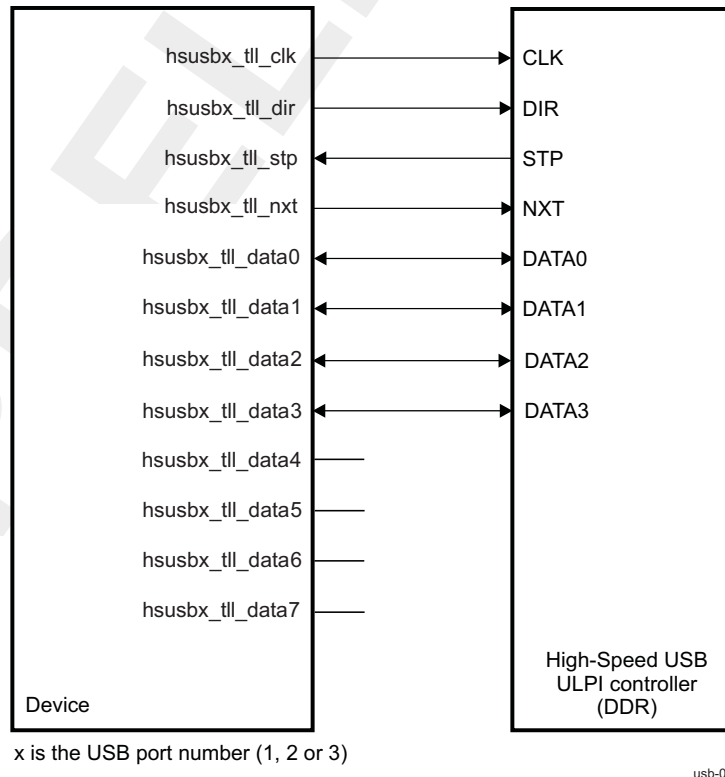 hsusbx_tll_clk CLK
hsusbx_tll_dir DIR
hsusbx_tll_stp STP
hsusbx_tll_nxt NXT
hsusbx_tll_data0 DATA0
hsusbx_tll_data1 DATA1
hsusbx_tll_data2 DATA2
hsusbx_tll_data3 DATA3
hsusbx_tll_data4
hsusbx_tll_data5
hsusbx_tll_data6
hsusbx_tll_data7
Device
High-Speed USB
ULPI controller
(DDR)
x is the USB port number (1, 2 or 3)